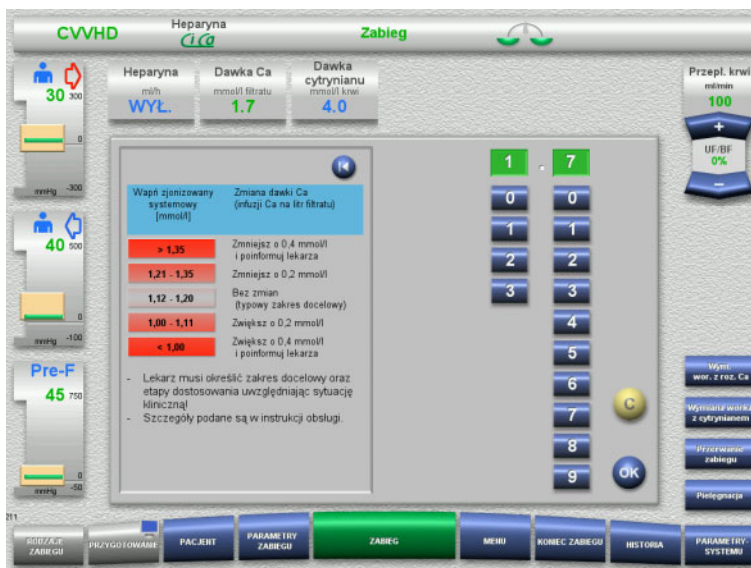 CVVHD
Heparyna
CiCa
Zabieg
30 300
0
mmHg -300
40 500
0
mmHg -100
Pre-F
45 750
0
mmHg -50
Heparyna
ml/h
WYŁ.
Dawka Ca
mmol/l filtratu
1.7
Dawka
cytrynianu
mmol/l krwi
4.0
Przepl. krwi
ml/min
100
+
UF/BF
0%
−
Wapń zjonizowany
systemowy
[mmol/l]
Zmiana dawki Ca
(infuzji Ca na litr filtratu)
> 1,35
Zmniejsz o 0,4 mmol/l
i poinformuj lekarza
1,21 - 1,35
Zmniejsz o 0,2 mmol/l
1,12 - 1,20
Bez zmian
(typowy zakres docelowy)
1,00 - 1,11
Zwiększ o 0,2 mmol/l
< 1,00
Zwiększ o 0,4 mmol/l
i poinformuj lekarza
- Lekarz musi określić zakres docelowy oraz
etapy dostosowania uwzględniając sytuację
kliniczną!
- Szczegóły podane są w instrukcji obsługi.
1 . 7
0 0
1 1
2 2
3 3
4
5
6
7
8
9
C
OK
Wymi.
wor. z roz. Ca
Wymiana worka
z cytrynianem
Przerwanie
zabiegu
Pielęgnacja
211
RODZAJE
ZABIEGU
PRZYGOTOWANIE
PACJENT
PARAMETRY
ZABIEGU
ZABIEG
MENU
KONIEC ZABIEGU
HISTORIA
PARAMETRY-
SYSTEMU